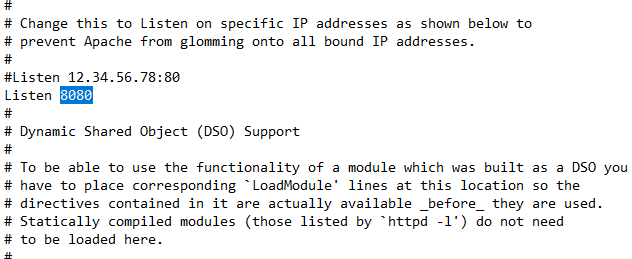 #
# Change this to Listen on specific IP addresses as shown below to
# prevent Apache from glomming onto all bound IP addresses.
#
#Listen 12.34.56.78:80
Listen 8080
#
# Dynamic Shared Object (DSO) Support
#
# To be able to use the functionality of a module which was built as a DSO you
# have to place corresponding `LoadModule' lines at this location so the
# directives contained in it are actually available _before_ they are used.
# Statically compiled modules (those listed by `httpd -l') do not need
# to be loaded here.
#